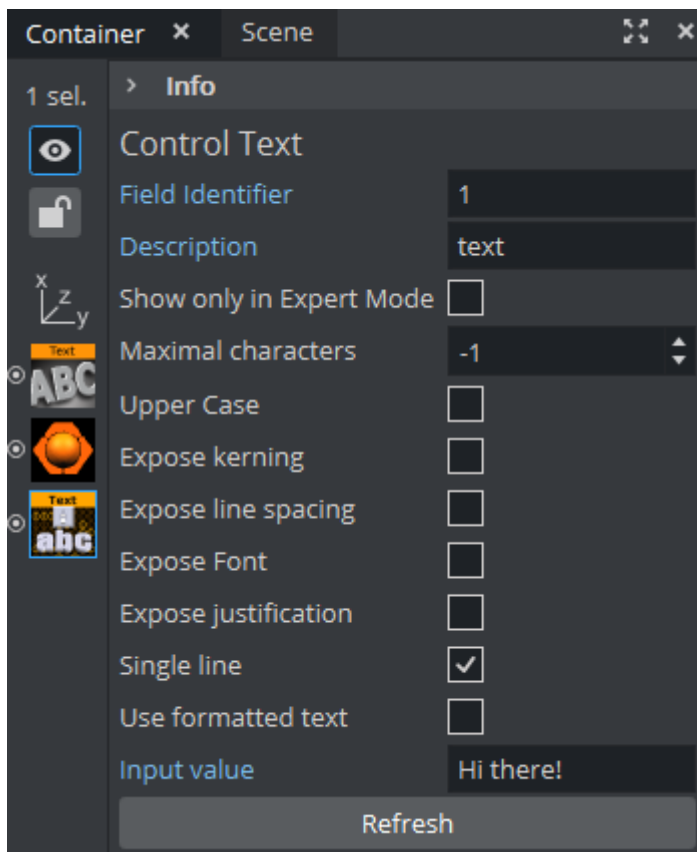 Container × Scene ×
1 sel.
> Info
Control Text
Field Identifier 1
Description text
Show only in Expert Mode
x
z
y
Maximal characters -1
Text
ABC
Upper Case
Expose kerning
Expose line spacing
Text
abc
Expose Font
Expose justification
Single line
Use formatted text
Input value Hi there!
Refresh